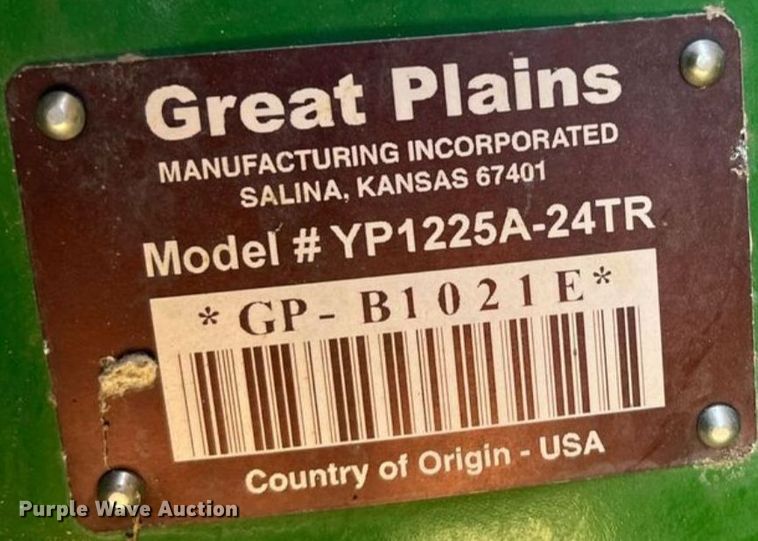 Great Plains
MANUFACTURING INCORPORATED
SALINA, KANSAS 67401
Model # YP1225A-24TR
*GP-B1021E*
Country of Origin - USA
Purple Wave Auction